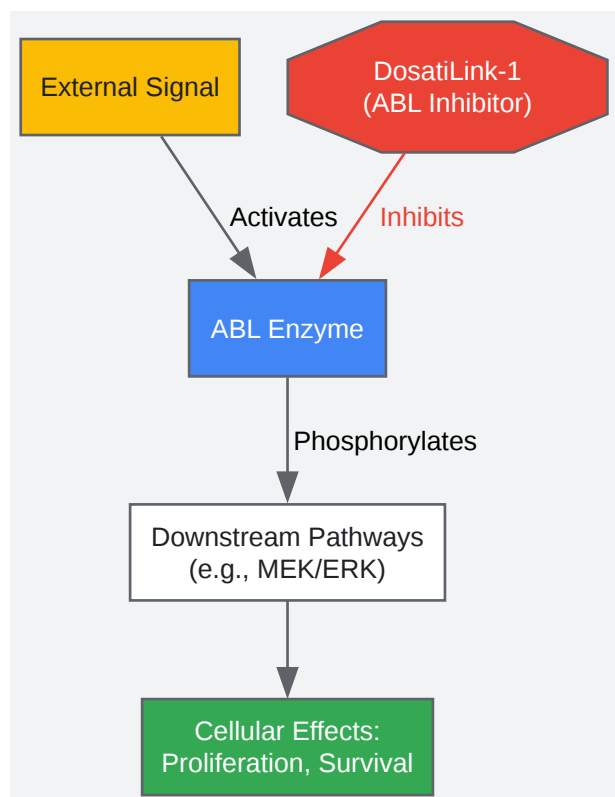 External Signal
DosatiLink-1
(ABL Inhibitor)
Activates
Inhibits
ABL Enzyme
Phosphorylates
Downstream Pathways
(e.g., MEK/ERK)
Cellular Effects:
Proliferation, Survival